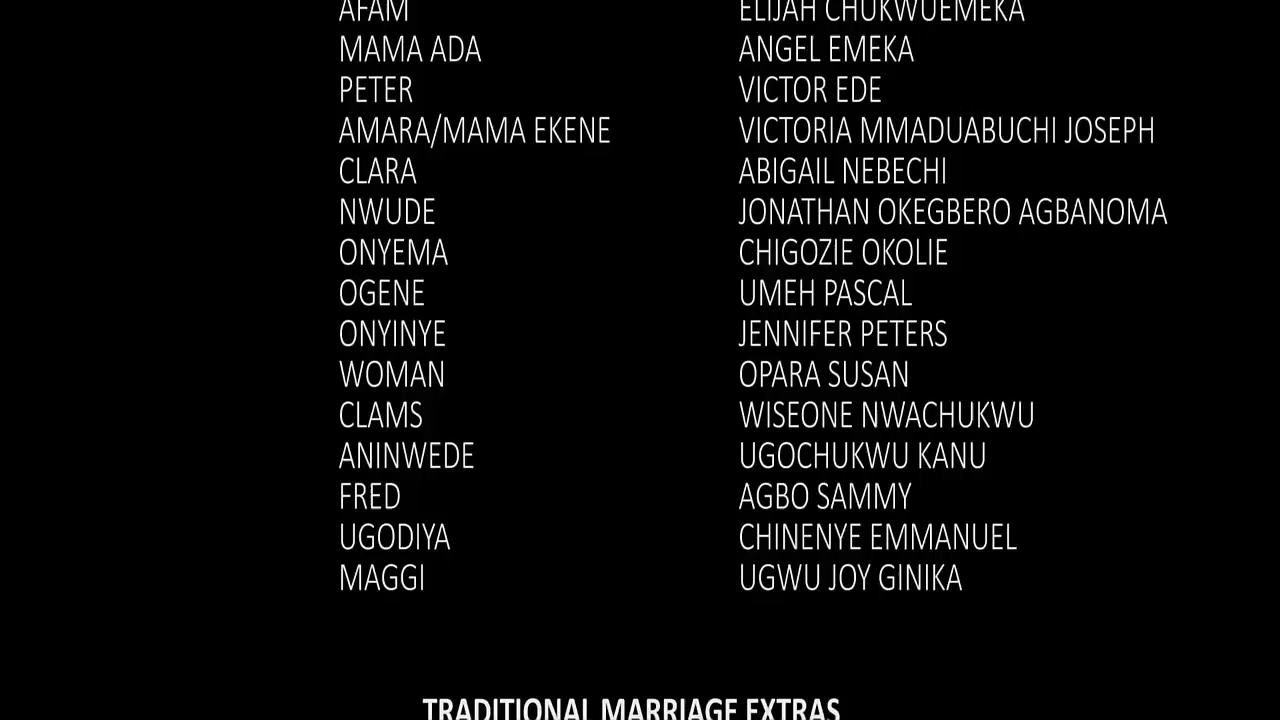 AFAM ELIJAH CHUKWUEMEKA
MAMA ADA ANGEL EMEKA
PETER VICTOR EDE
AMARA/MAMA EKENE VICTORIA MMADUABUCHI JOSEPH
CLARA ABIGAIL NEBECHI
NWUDE JONATHAN OKEGBERO AGBANOMA
ONYEMA CHIGOZIE OKOLIE
OGENE UMEH PASCAL
ONYINYE JENNIFER PETERS
WOMAN OPARA SUSAN
CLAMS WISEONE NWACHUKWU
ANINWEDE UGOCHUKWU KANU
FRED AGBO SAMMY
UGODIYA CHINENYE EMMANUEL
MAGGI UGWU JOY GINIKA
TRADITIONAL MARRIAGE EXTRAS